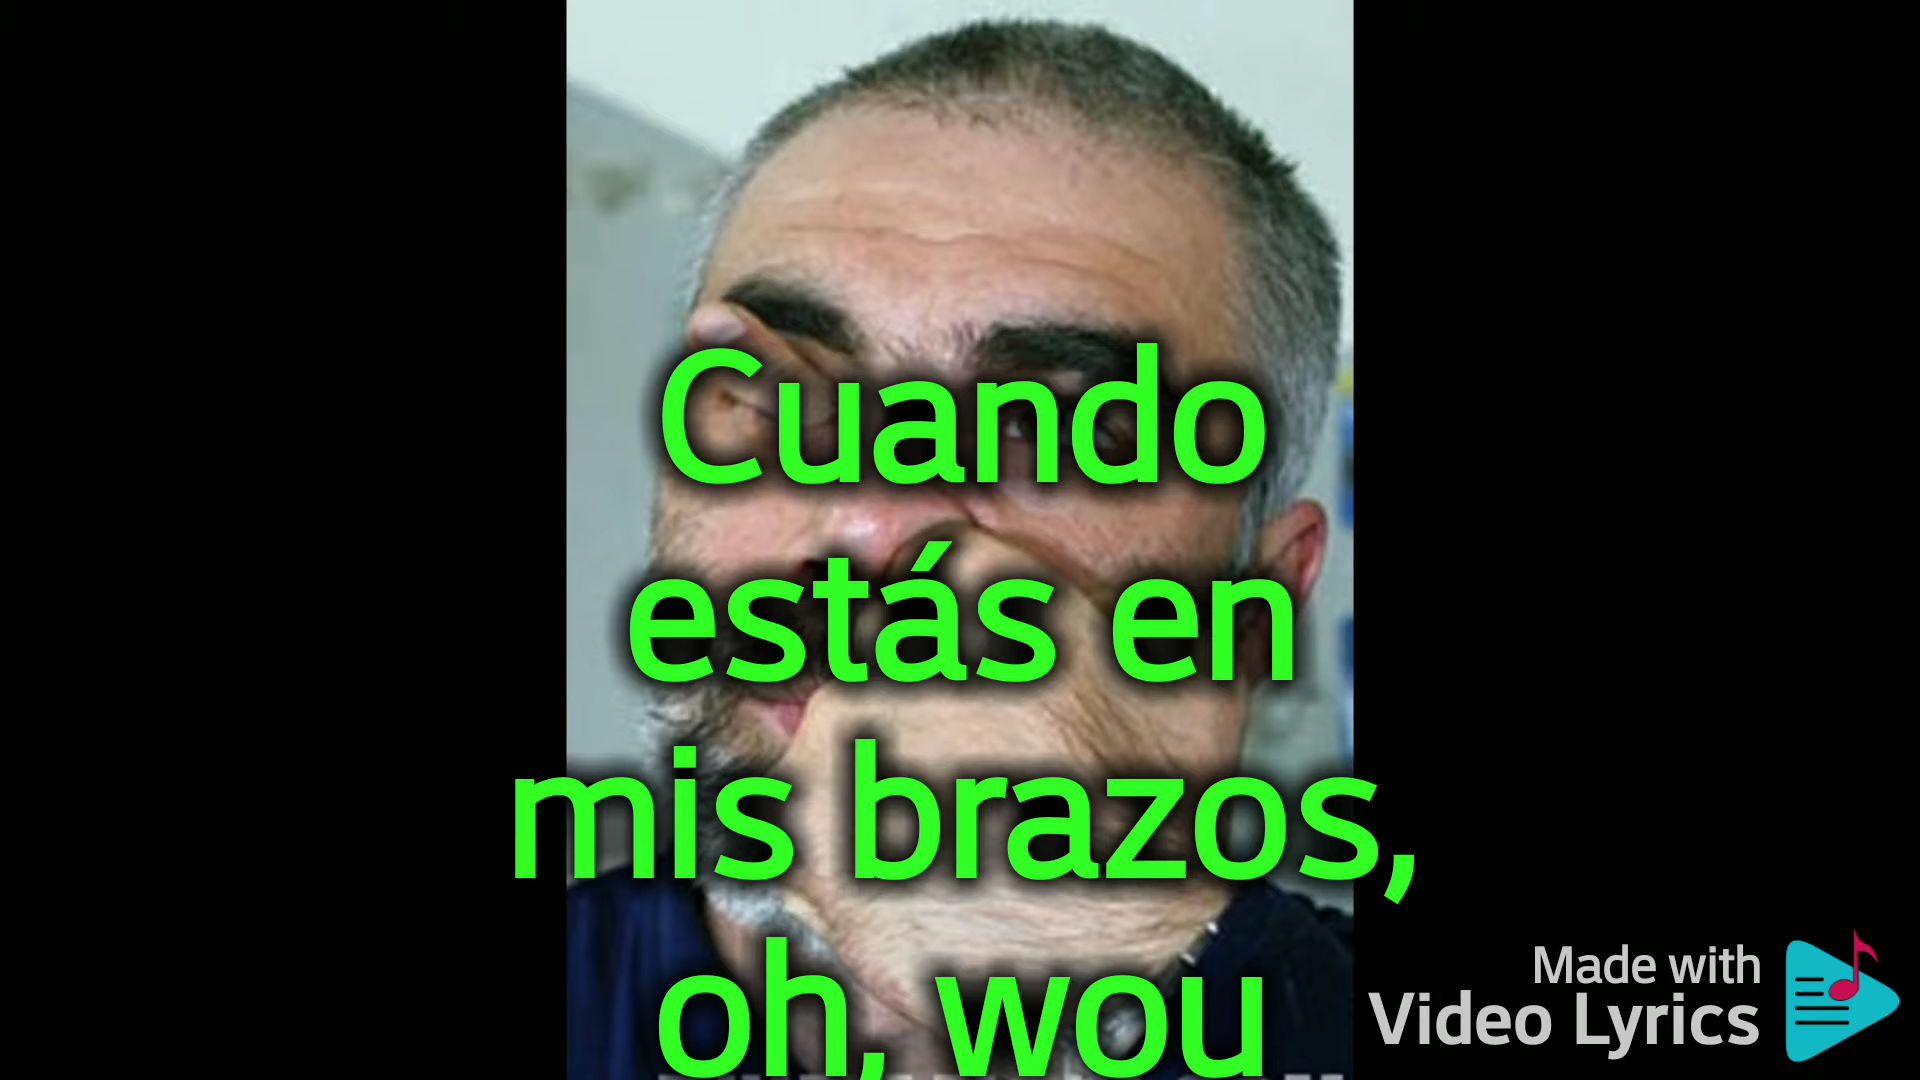 Cuando
estás en
mis brazos,
oh, wou
Made with
Video Lyrics